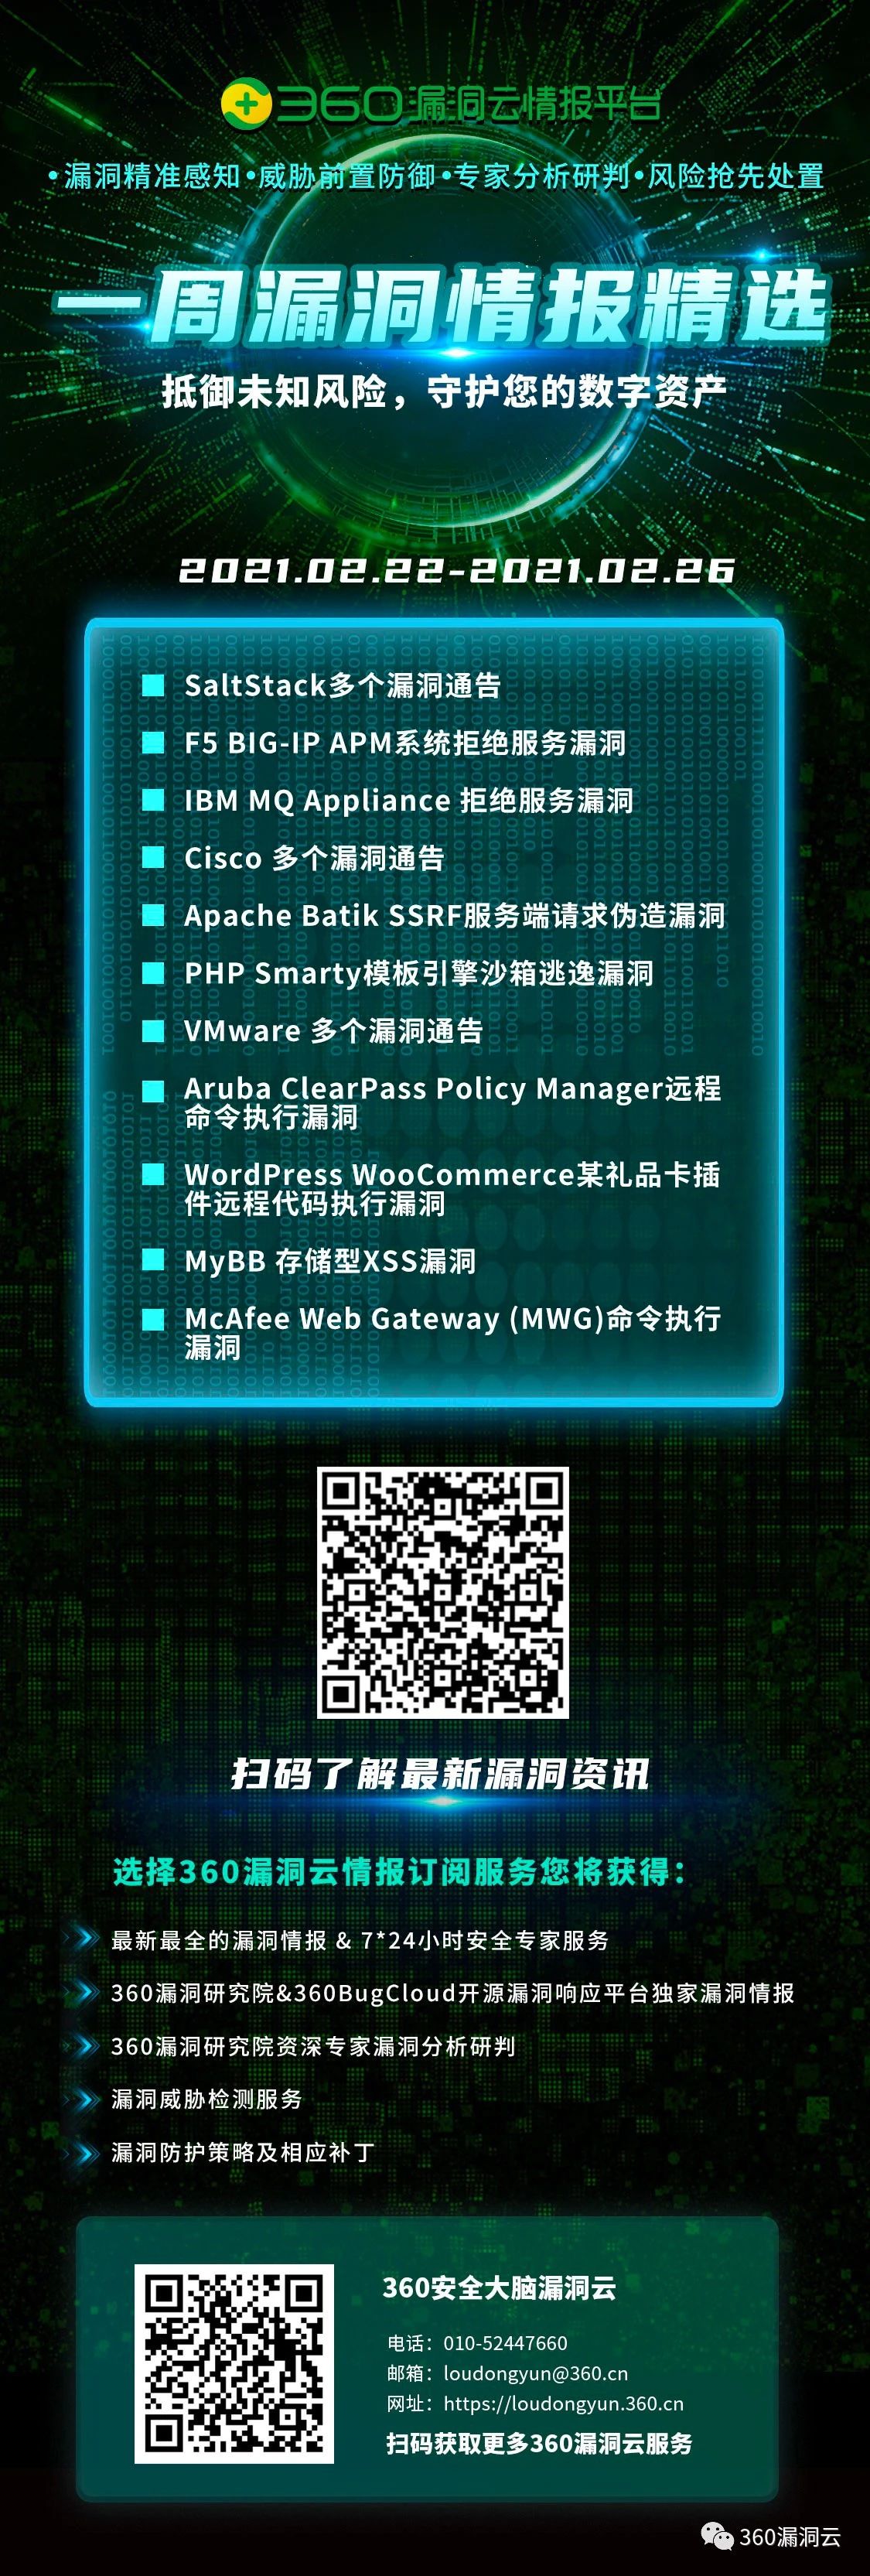 360漏洞云情报平台
•漏洞精准感知•威胁前置防御•专家分析研判•风险抢先处置
一周漏洞情报精选
抵御未知风险，守护您的数字资产
2021.02.22-2021.02.26
SaltStack多个漏洞通告
F5 BIG-IP APM系统拒绝服务漏洞
IBM MQ Appliance 拒绝服务漏洞
Cisco 多个漏洞通告
Apache Batik SSRF服务端请求伪造漏洞
PHP Smarty模板引擎沙箱逃逸漏洞
VMware 多个漏洞通告
Aruba ClearPass Policy Manager远程
命令执行漏洞
WordPress WooCommerce某礼品卡插
件远程代码执行漏洞
MyBB 存储型XSS漏洞
McAfee Web Gateway (MWG)命令执行
漏洞
扫码了解最新漏洞资讯
选择360漏洞云情报订阅服务您将获得：
最新最全的漏洞情报 & 7*24小时安全专家服务
360漏洞研究院&360BugCloud开源漏洞响应平台独家漏洞情报
360漏洞研究院资深专家漏洞分析研判
漏洞威胁检测服务
漏洞防护策略及相应补丁
360安全大脑漏洞云
电话：010-52447660
邮箱：loudongyun@360.cn
网址：https://loudongyun.360.cn
扫码获取更多360漏洞云服务
360漏洞云